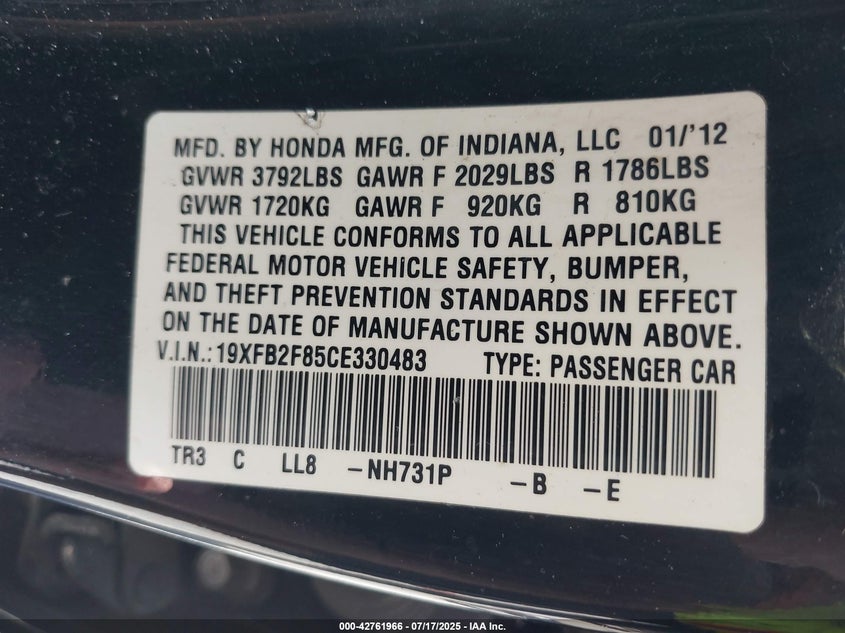 MFD. BY HONDA MFG. OF INDIANA, LLC 01/'12
GVWR 3792LBS GAWR F 2029LBS R 1786LBS
GVWR 1720KG GAWR F 920KG R 810KG
THIS VEHICLE CONFORMS TO ALL APPLICABLE
FEDERAL MOTOR VEHICLE SAFETY, BUMPER,
AND THEFT PREVENTION STANDARDS IN EFFECT
ON THE DATE OF MANUFACTURE SHOWN ABOVE.
V.I.N.:19XFB2F85CE330483 TYPE: PASSENGER CAR
TR3 C LL8 -NH731P -B -E
000-42761966 | 07/17/2025 - IAA Inc.